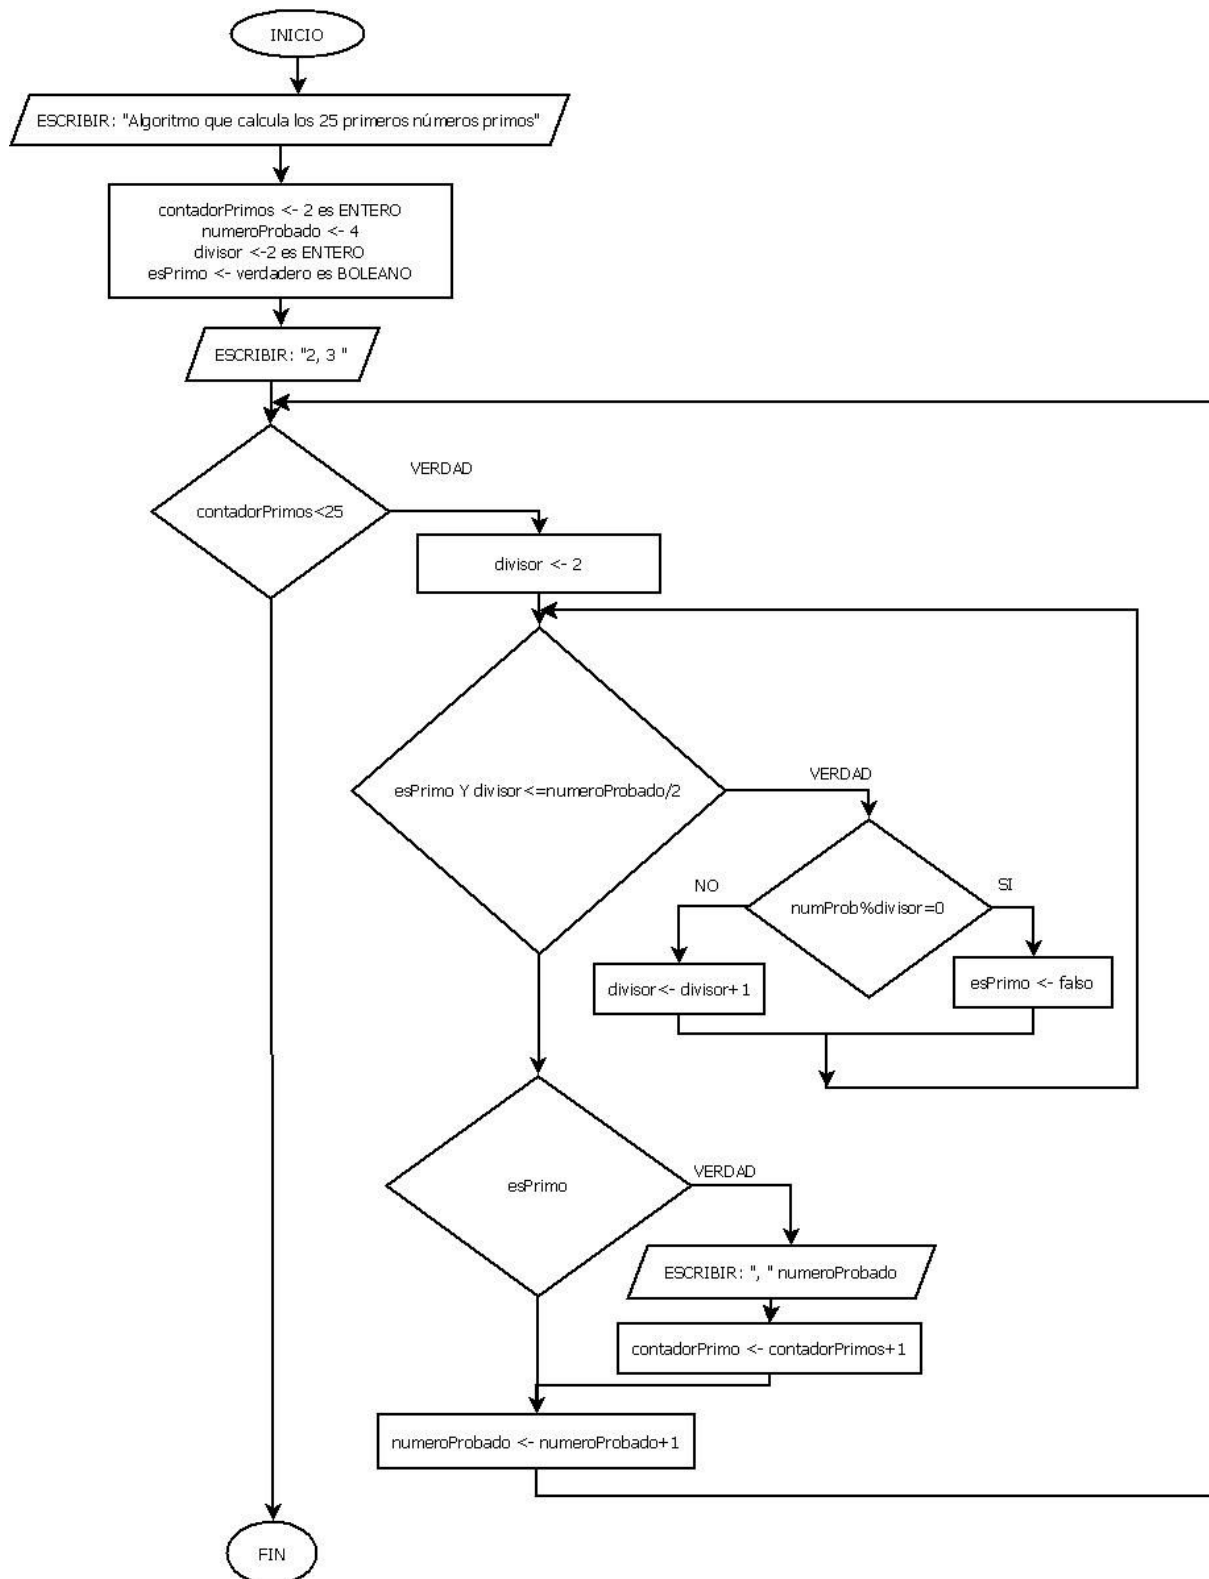 INICIO
ESCRIBIR: "Algoritmo que calcula los 25 primeros números primos"
contadorPrimos <- 2 es ENTERO
numeroProbado <- 4
divisor <-2 es ENTERO
esPrimo <- verdadero es BOLEANO
ESCRIBIR: "2, 3 "
VERDAD
contadorPrimos<25
divisor <- 2
VERDAD
esPrimo Y divisor<=numeroProbado/2
NO
SI
numProb%divisor=0
divisor<- divisor+1
esPrimo <- falso
VERDAD
esPrimo
ESCRIBIR: ", " numeroProbado
contadorPrimo <- contadorPrimos+1
numeroProbado <- numeroProbado+1
FIN